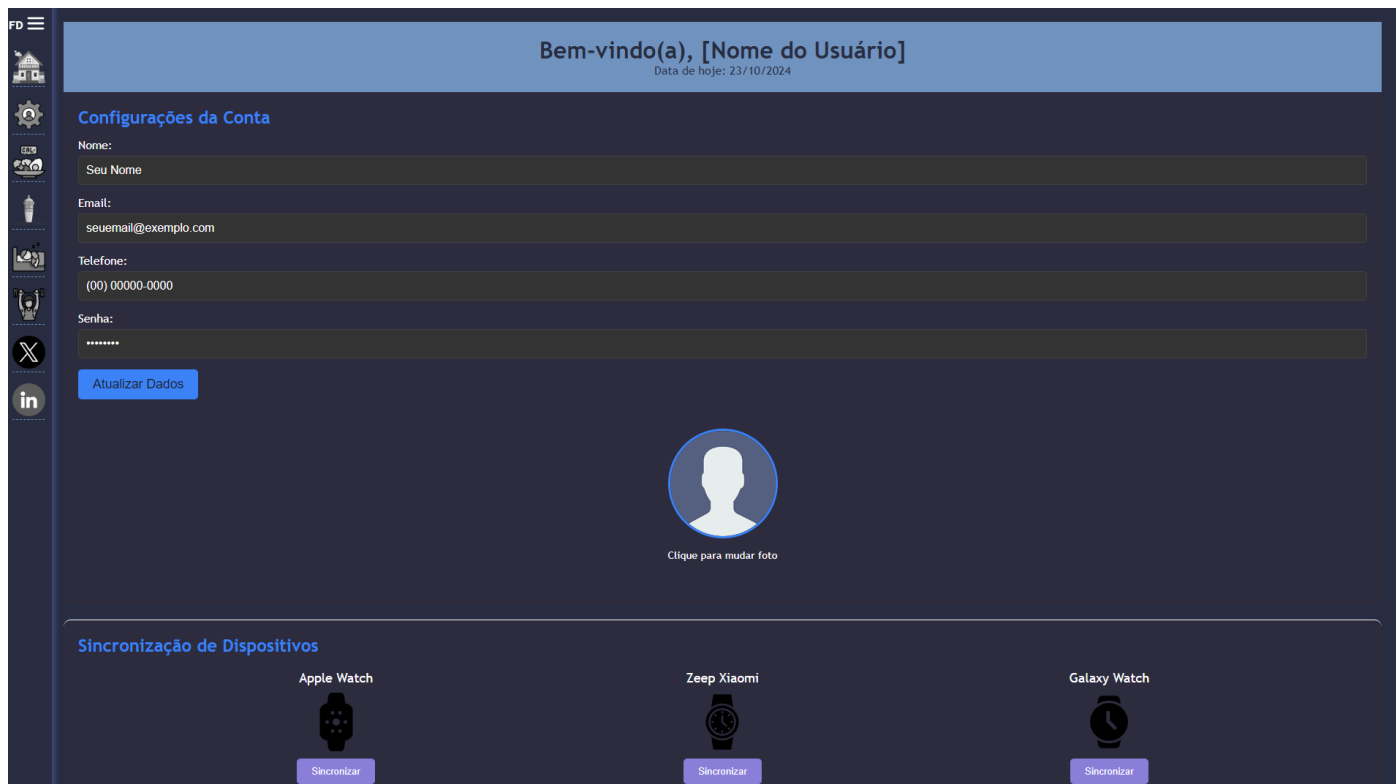 FD
Bem-vindo(a), [Nome do Usuário]
Data de hoje: 23/10/2024
Configurações da Conta
Nome:
Seu Nome
Email:
seuemail@exemplo.com
Telefone:
(00) 00000-0000
Senha:
••••••••
Atualizar Dados
Clique para mudar foto
Sincronização de Dispositivos
Apple Watch Zeep Xiaomi Galaxy Watch
Sincronizar Sincronizar Sincronizar
CAL
X
in